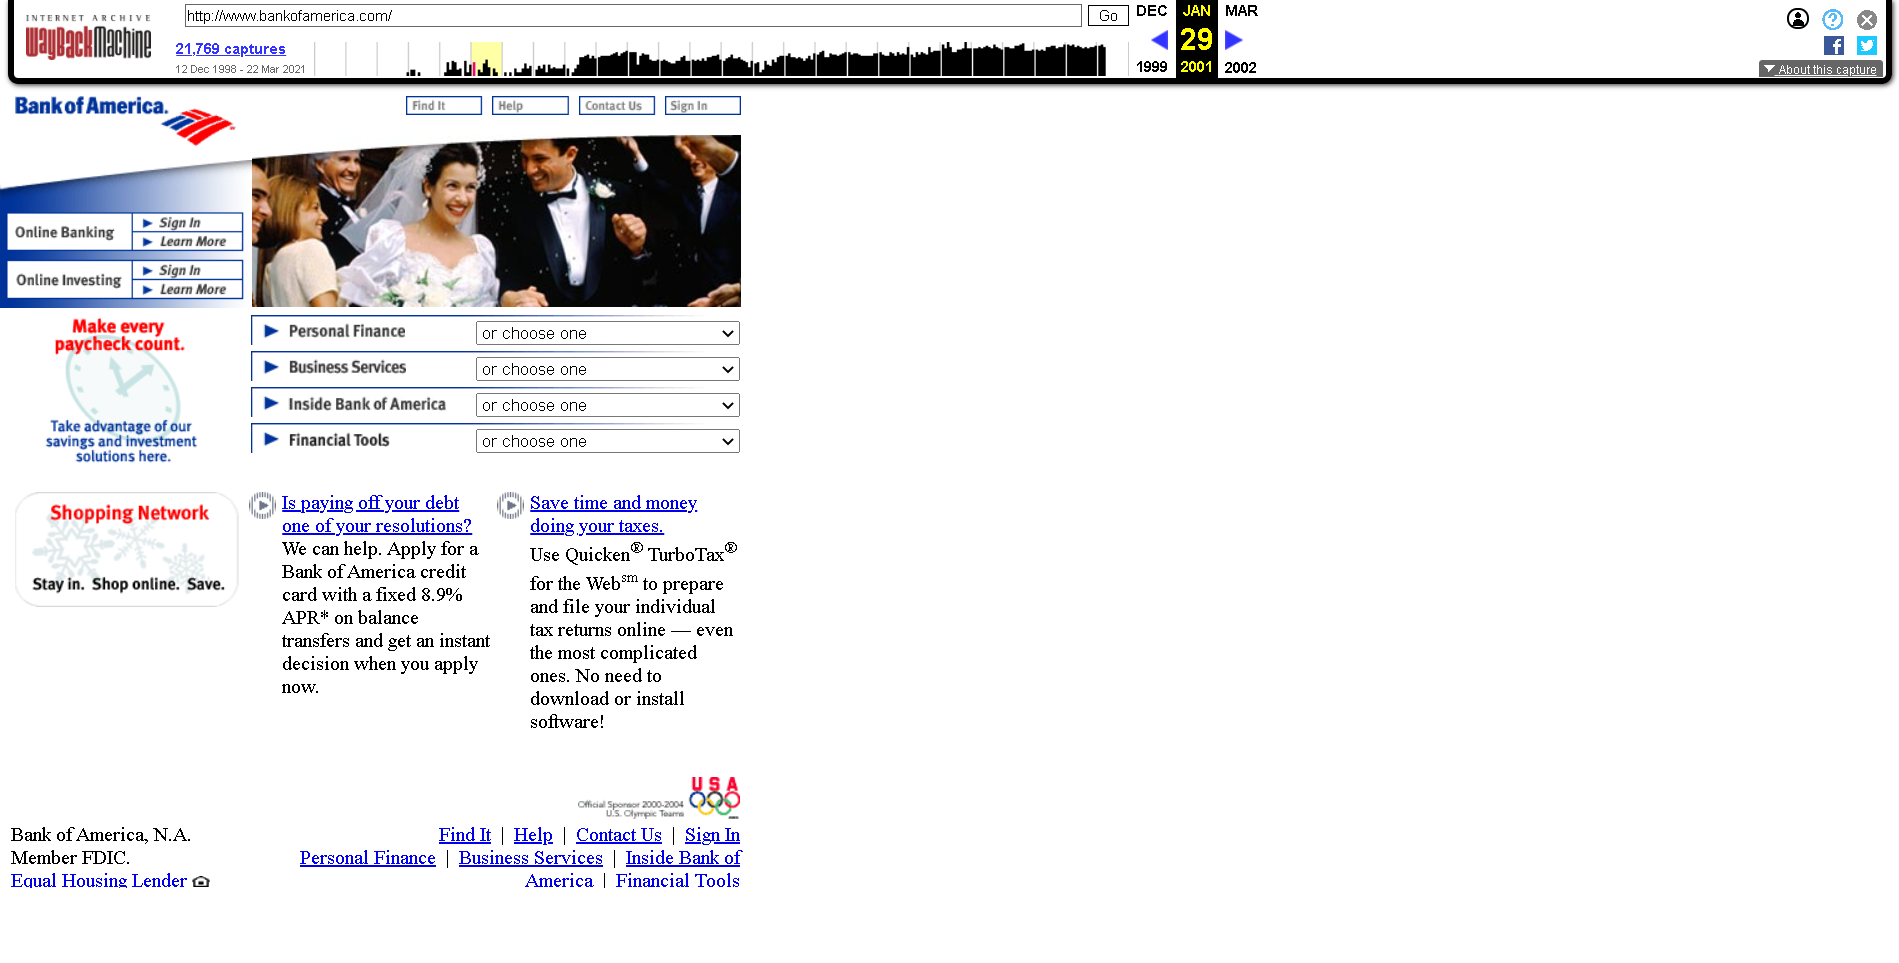 INTERNET ARCHIVE
WayBackMachine
http://www.bankofamerica.com/
Go
DEC
JAN
MAR
21,769 captures
29
12 Dec 1998 - 22 Mar 2021
1999
2001
2002
About this capture
Bank of America.
Find It
Help
Contact Us
Sign In
Online Banking
Sign In
Learn More
Online Investing
Sign In
Learn More
Make every
paycheck count.
Take advantage of our
savings and investment
solutions here.
Personal Finance
or choose one
Business Services
or choose one
Inside Bank of America
or choose one
Financial Tools
or choose one
Shopping Network
Stay in. Shop online. Save.
Is paying off your debt
one of your resolutions?
We can help. Apply for a
Bank of America credit
card with a fixed 8.9%
APR* on balance
transfers and get an instant
decision when you apply
now.
Save time and money
doing your taxes.
Use Quicken® TurboTax®
for the Web℠ to prepare
and file your individual
tax returns online — even
the most complicated
ones. No need to
download or install
software!
USA
Official Sponsor 2000-2004
U.S. Olympic Teams
Bank of America, N.A.
Member FDIC.
Equal Housing Lender
Find It | Help | Contact Us | Sign In
Personal Finance | Business Services | Inside Bank of
America | Financial Tools